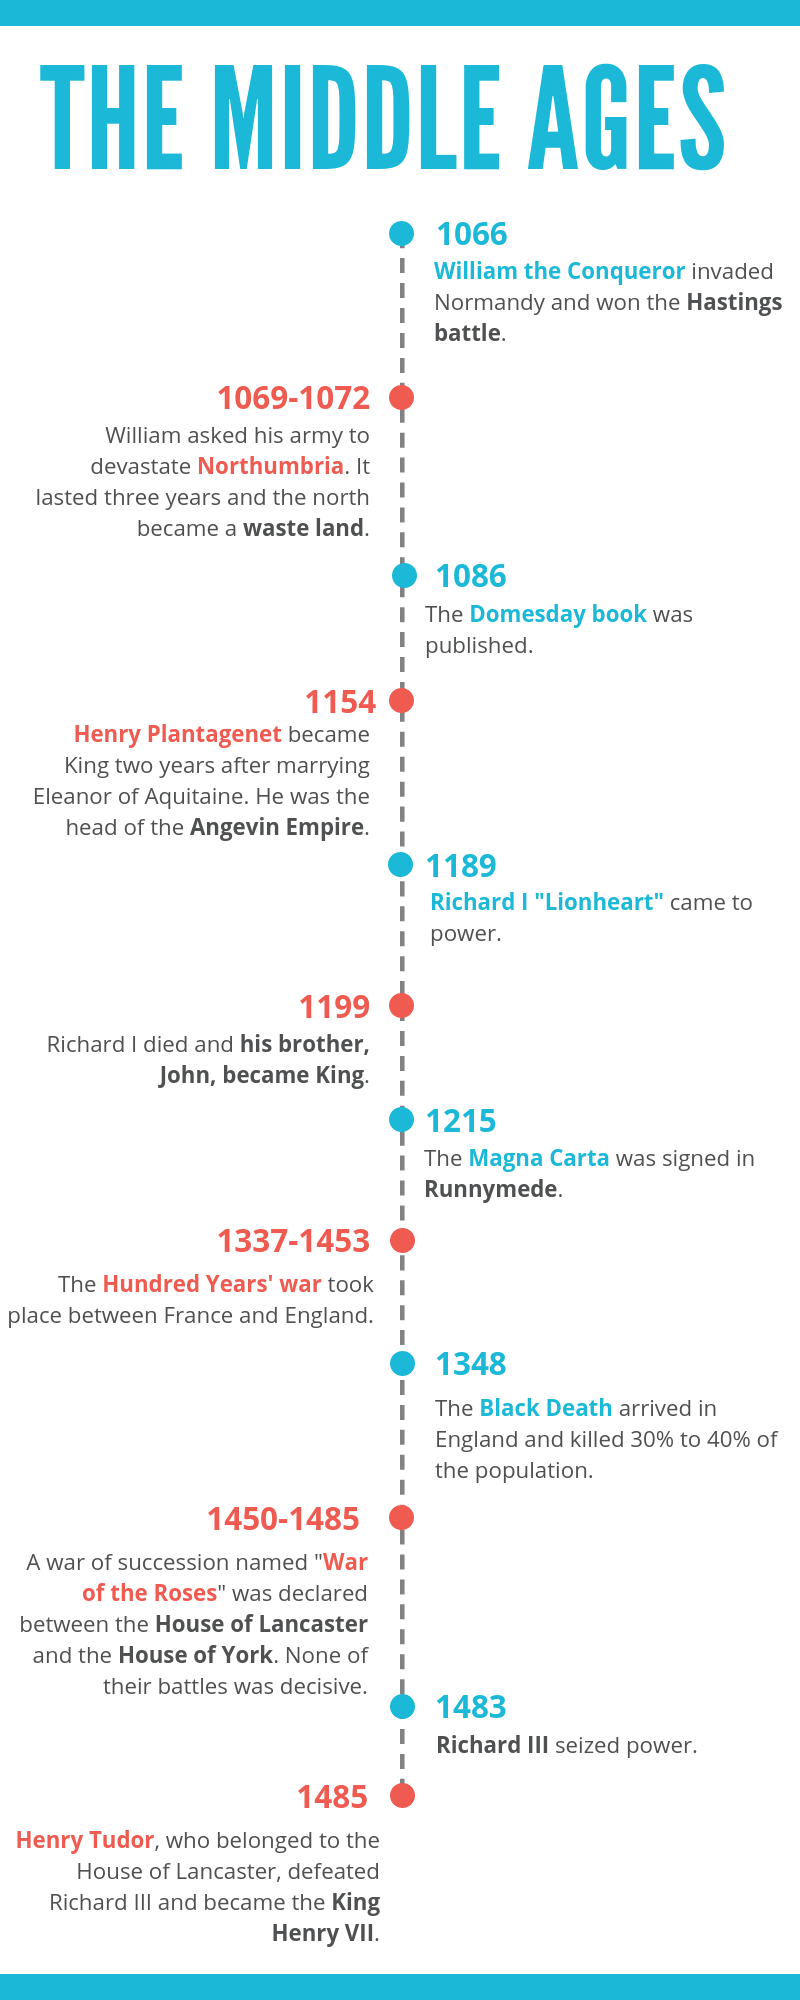 THE MIDDLE AGES
1066
William the Conqueror invaded
Normandy and won the Hastings
battle.
1069-1072
William asked his army to
devastate Northumbria. It
lasted three years and the north
became a waste land.
1086
The Domesday book was
published.
1154
Henry Plantagenet became
King two years after marrying
Eleanor of Aquitaine. He was the
head of the Angevin Empire.
1189
Richard I "Lionheart" came to
power.
1199
Richard I died and his brother,
John, became King.
1215
The Magna Carta was signed in
Runnymede.
1337-1453
The Hundred Years' war took
place between France and England.
1348
The Black Death arrived in
England and killed 30% to 40% of
the population.
1450-1485
A war of succession named "War
of the Roses" was declared
between the House of Lancaster
and the House of York. None of
their battles was decisive.
1483
Richard III seized power.
1485
Henry Tudor, who belonged to the
House of Lancaster, defeated
Richard III and became the King
Henry VII.